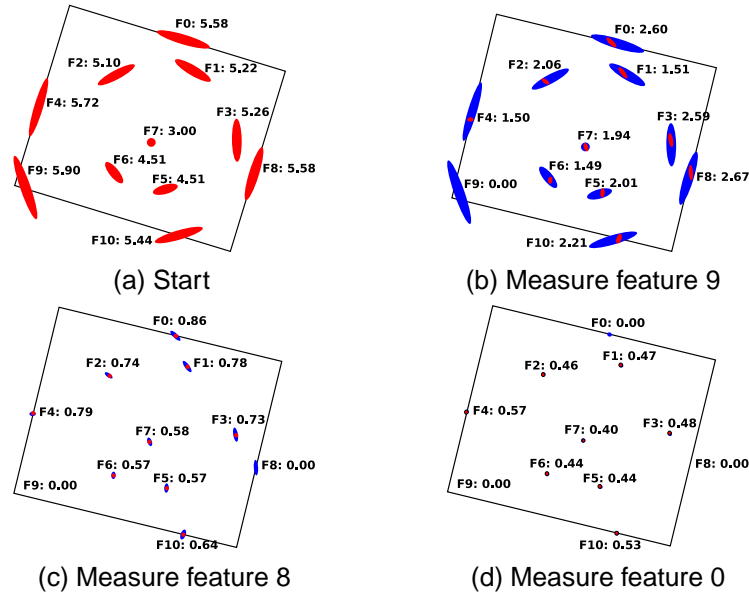 F0: 5.58
F2: 5.10
F1: 5.22
F4: 5.72
F3: 5.26
F7: 3.00
F9: 5.90
F6: 4.51
F5: 4.51
F8: 5.58
F10: 5.44
(a) Start
F0: 2.60
F2: 2.06
F1: 1.51
F4: 1.50
F3: 2.59
F7: 1.94
F6: 1.49
F9: 0.00
F5: 2.01
F8: 2.67
F10: 2.21
(b) Measure feature 9
F0: 0.86
F2: 0.74
F1: 0.78
F4: 0.79
F7: 0.58
F3: 0.73
F6: 0.57
F5: 0.57
F8: 0.00
F9: 0.00
F10: 0.64
(c) Measure feature 8
F0: 0.00
F2: 0.46
F1: 0.47
F4: 0.57
F7: 0.40
F3: 0.48
F6: 0.44
F5: 0.44
F8: 0.00
F9: 0.00
F10: 0.53
(d) Measure feature 0